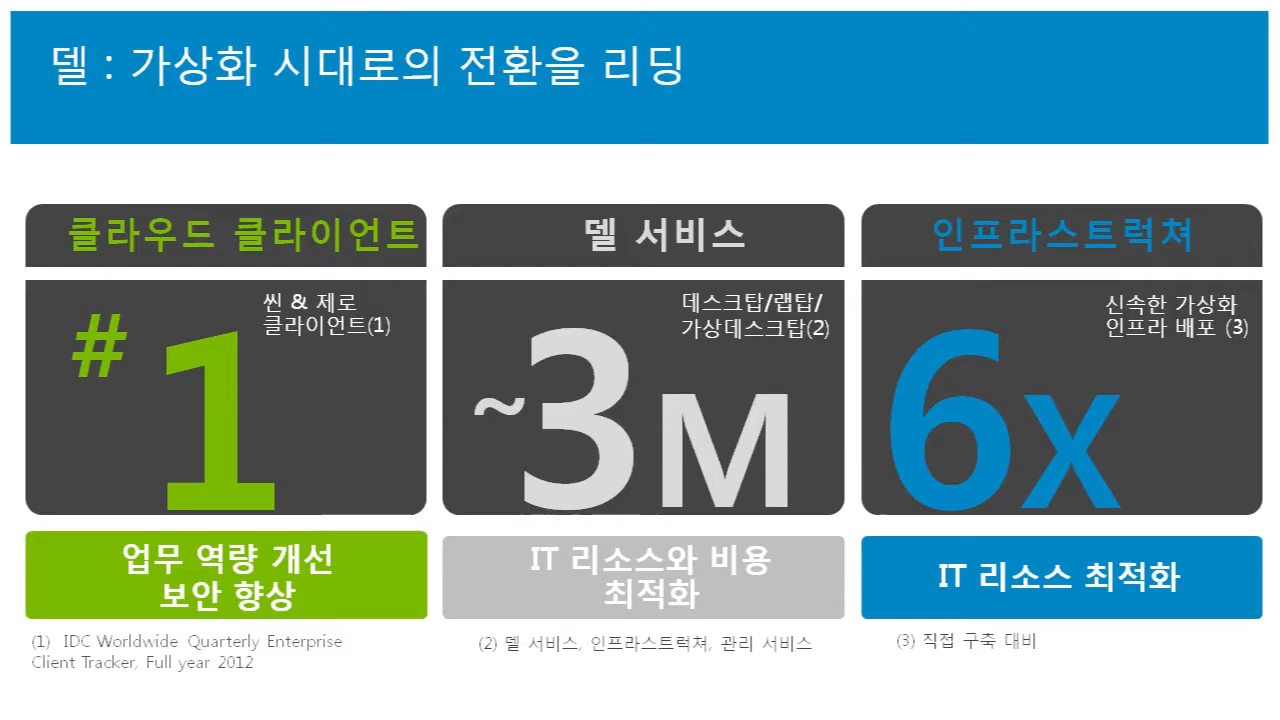 델 : 가상화 시대로의 전환을 리딩
클라우드 클라이언트
씬 & 제로
클라이언트(1)
#1
업무 역량 개선
보안 향상
(1) IDC Worldwide Quarterly Enterprise
Client Tracker, Full year 2012
델 서비스
데스크탑/랩탑/
가상데스크탑(2)
~3M
IT 리소스와 비용
최적화
(2) 델 서비스, 인프라스트럭쳐, 관리 서비스
인프라스트럭쳐
신속한 가상화
인프라 배포 (3)
6X
IT 리소스 최적화
(3) 직접 구축 대비